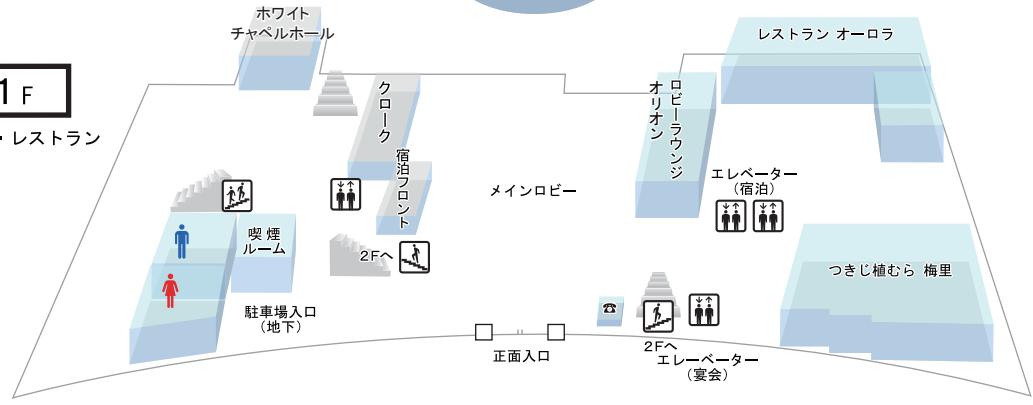 ホワイト
チャペルホール
レストラン オーロラ
1F
・レストラン
クローク
ロビーラウンジ
オリオン
宿泊フロント
メインロビー
エレベーター
(宿泊)
喫煙
ルーム
2Fへ
つきじ植むら 梅里
駐車場入口
(地下)
正面入口
2Fへ
エレーベーター
(宴会)